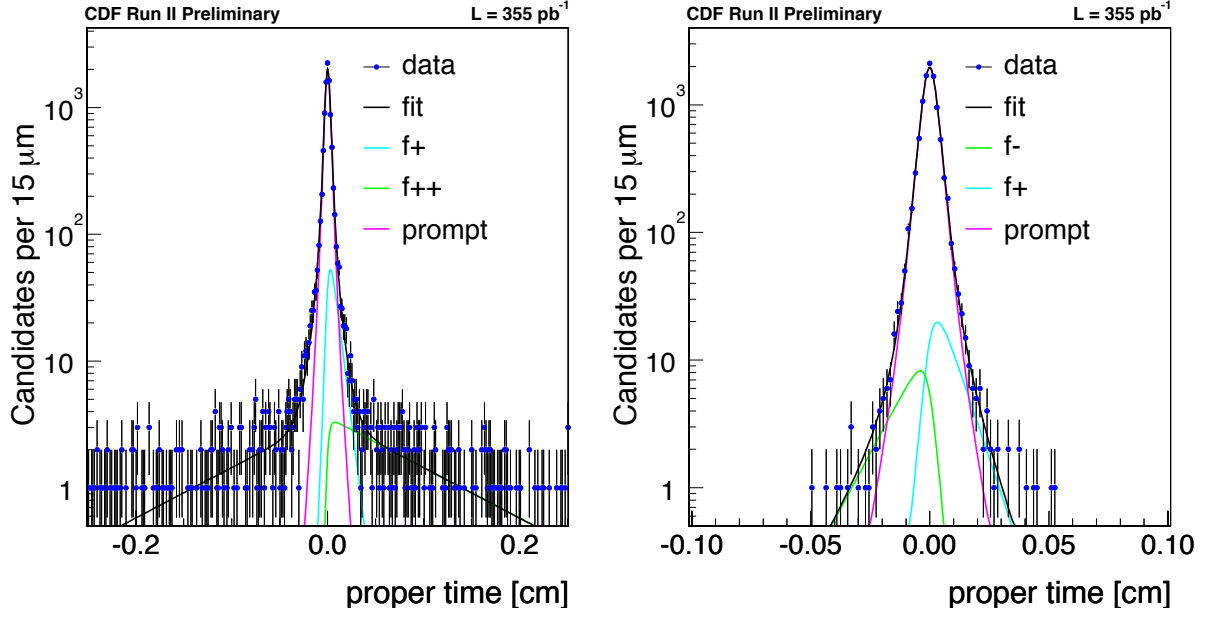 CDF Run II Preliminary L = 355 pb⁻¹
Candidates per 15 μm
10³
10²
10
1
data
fit
f+
f++
prompt
-0.2 0.0 0.2
proper time [cm]
CDF Run II Preliminary L = 355 pb⁻¹
Candidates per 15 μm
10³
10²
10
1
data
fit
f-
f+
prompt
-0.10 -0.05 0.00 0.05 0.10
proper time [cm]